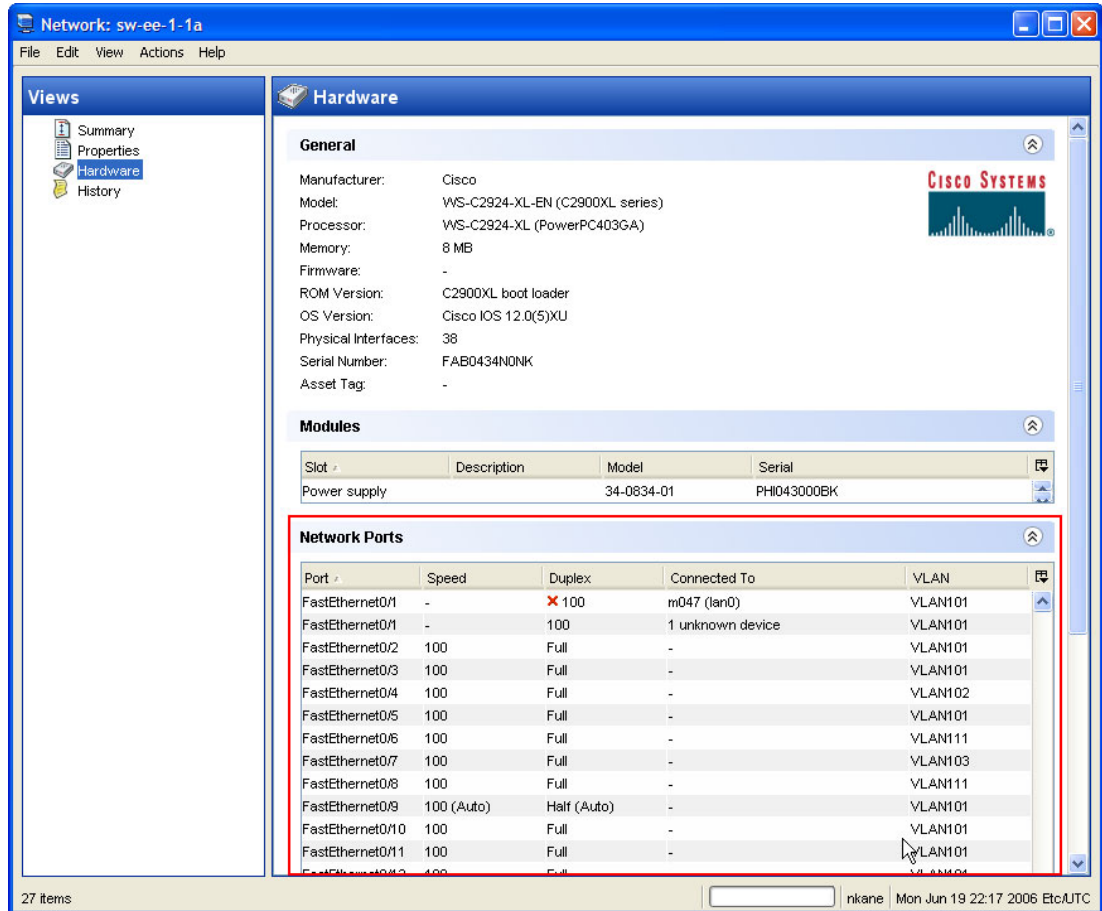 Network: sw-ee-1-1a
File Edit View Actions Help
Views
Summary
Properties
Hardware
History
Hardware
General
Manufacturer: Cisco
Model: WS-C2924-XL-EN (C2900XL series)
Processor: WS-C2924-XL (PowerPC403GA)
Memory: 8 MB
Firmware: -
ROM Version: C2900XL boot loader
OS Version: Cisco IOS 12.0(5)XU
Physical Interfaces: 38
Serial Number: FAB0434N0NK
Asset Tag: -
CISCO SYSTEMS
Modules
Slot Description Model Serial
Power supply 34-0834-01 PHI043000BK
Network Ports
Port Speed Duplex Connected To VLAN
FastEthernet0/1 - 100 m047 (lan0) VLAN101
FastEthernet0/1 - 100 1 unknown device VLAN101
FastEthernet0/2 100 Full - VLAN101
FastEthernet0/3 100 Full - VLAN101
FastEthernet0/4 100 Full - VLAN102
FastEthernet0/5 100 Full - VLAN101
FastEthernet0/6 100 Full - VLAN111
FastEthernet0/7 100 Full - VLAN103
FastEthernet0/8 100 Full - VLAN111
FastEthernet0/9 100 (Auto) Half (Auto) - VLAN101
FastEthernet0/10 100 Full - VLAN101
FastEthernet0/11 100 Full - VLAN101
27 items nkane Mon Jun 19 22:17 2006 Etc/UTC